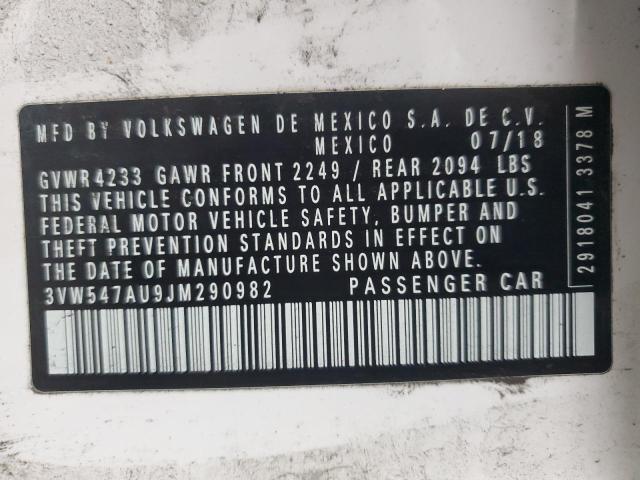 MFD BY VOLKSWAGEN DE MEXICO S.A. DE C.V.
MEXICO 07/18
GVWR 4233 GAWR FRONT 2249 / REAR 2094 LBS
THIS VEHICLE CONFORMS TO ALL APPLICABLE U.S.
FEDERAL MOTOR VEHICLE SAFETY, BUMPER AND
THEFT PREVENTION STANDARDS IN EFFECT ON
THE DATE OF MANUFACTURE SHOWN ABOVE.
3VW547AU9JM290982 PASSENGER CAR
2918041 3378 M